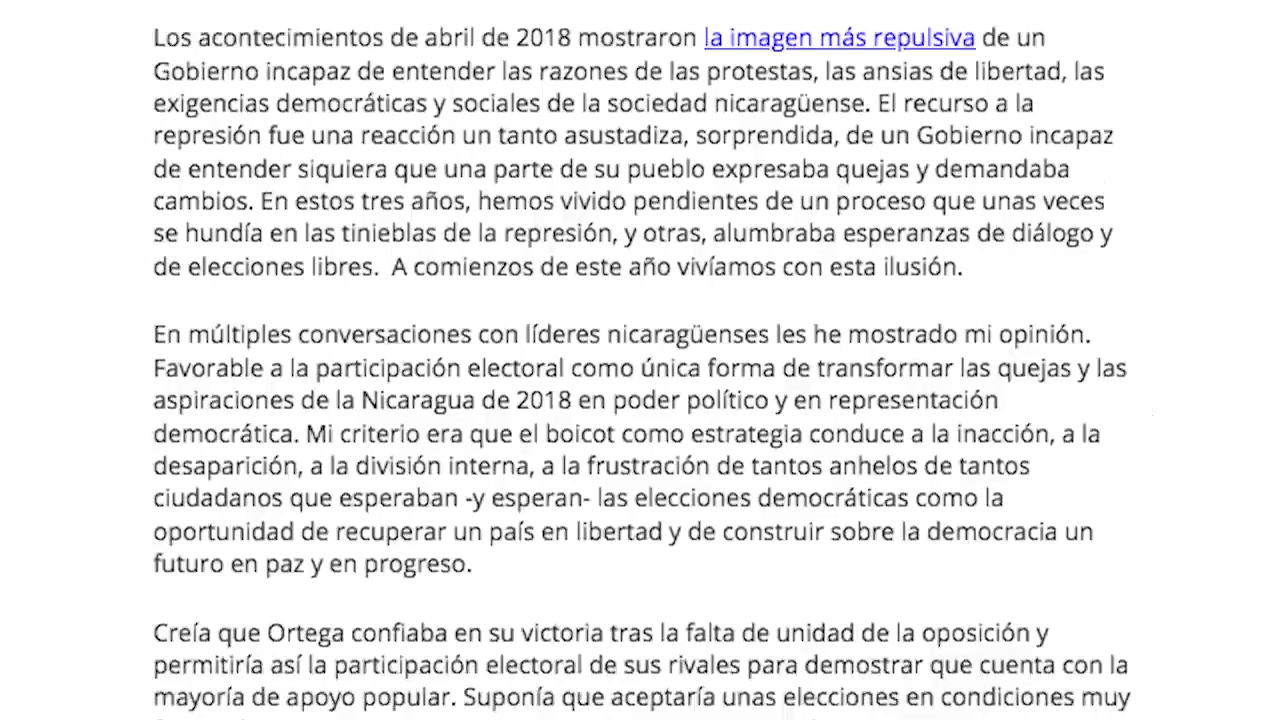 Los acontecimientos de abril de 2018 mostraron la imagen más repulsiva de un
Gobierno incapaz de entender las razones de las protestas, las ansias de libertad, las
exigencias democráticas y sociales de la sociedad nicaragüense. El recurso a la
represión fue una reacción un tanto asustadiza, sorprendida, de un Gobierno incapaz
de entender siquiera que una parte de su pueblo expresaba quejas y demandaba
cambios. En estos tres años, hemos vivido pendientes de un proceso que unas veces
se hundía en las tinieblas de la represión, y otras, alumbraba esperanzas de diálogo y
de elecciones libres.  A comienzos de este año vivíamos con esta ilusión.
En múltiples conversaciones con líderes nicaragüenses les he mostrado mi opinión.
Favorable a la participación electoral como única forma de transformar las quejas y las
aspiraciones de la Nicaragua de 2018 en poder político y en representación
democrática. Mi criterio era que el boicot como estrategia conduce a la inacción, a la
desaparición, a la división interna, a la frustración de tantos anhelos de tantos
ciudadanos que esperaban -y esperan- las elecciones democráticas como la
oportunidad de recuperar un país en libertad y de construir sobre la democracia un
futuro en paz y en progreso.
Creía que Ortega confiaba en su victoria tras la falta de unidad de la oposición y
permitiría así la participación electoral de sus rivales para demostrar que cuenta con la
mayoría de apoyo popular. Suponía que aceptaría unas elecciones en condiciones muy